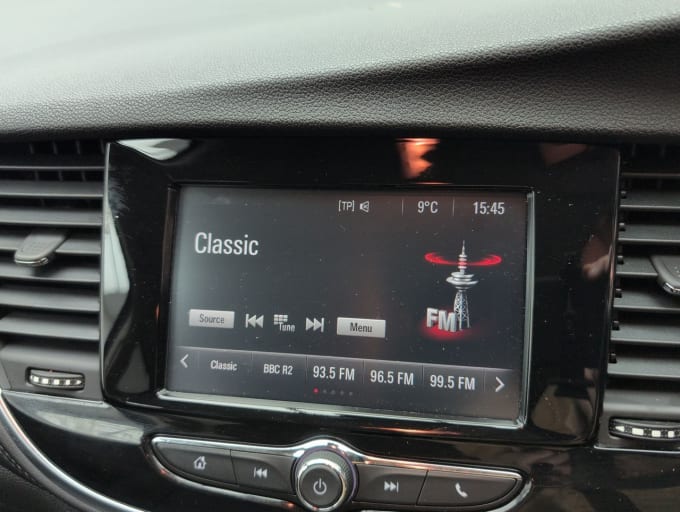 [TP] 9°C 15:45
Classic
FM
Source Tune Menu
Classic BBC R2 93.5 FM 96.5 FM 99.5 FM